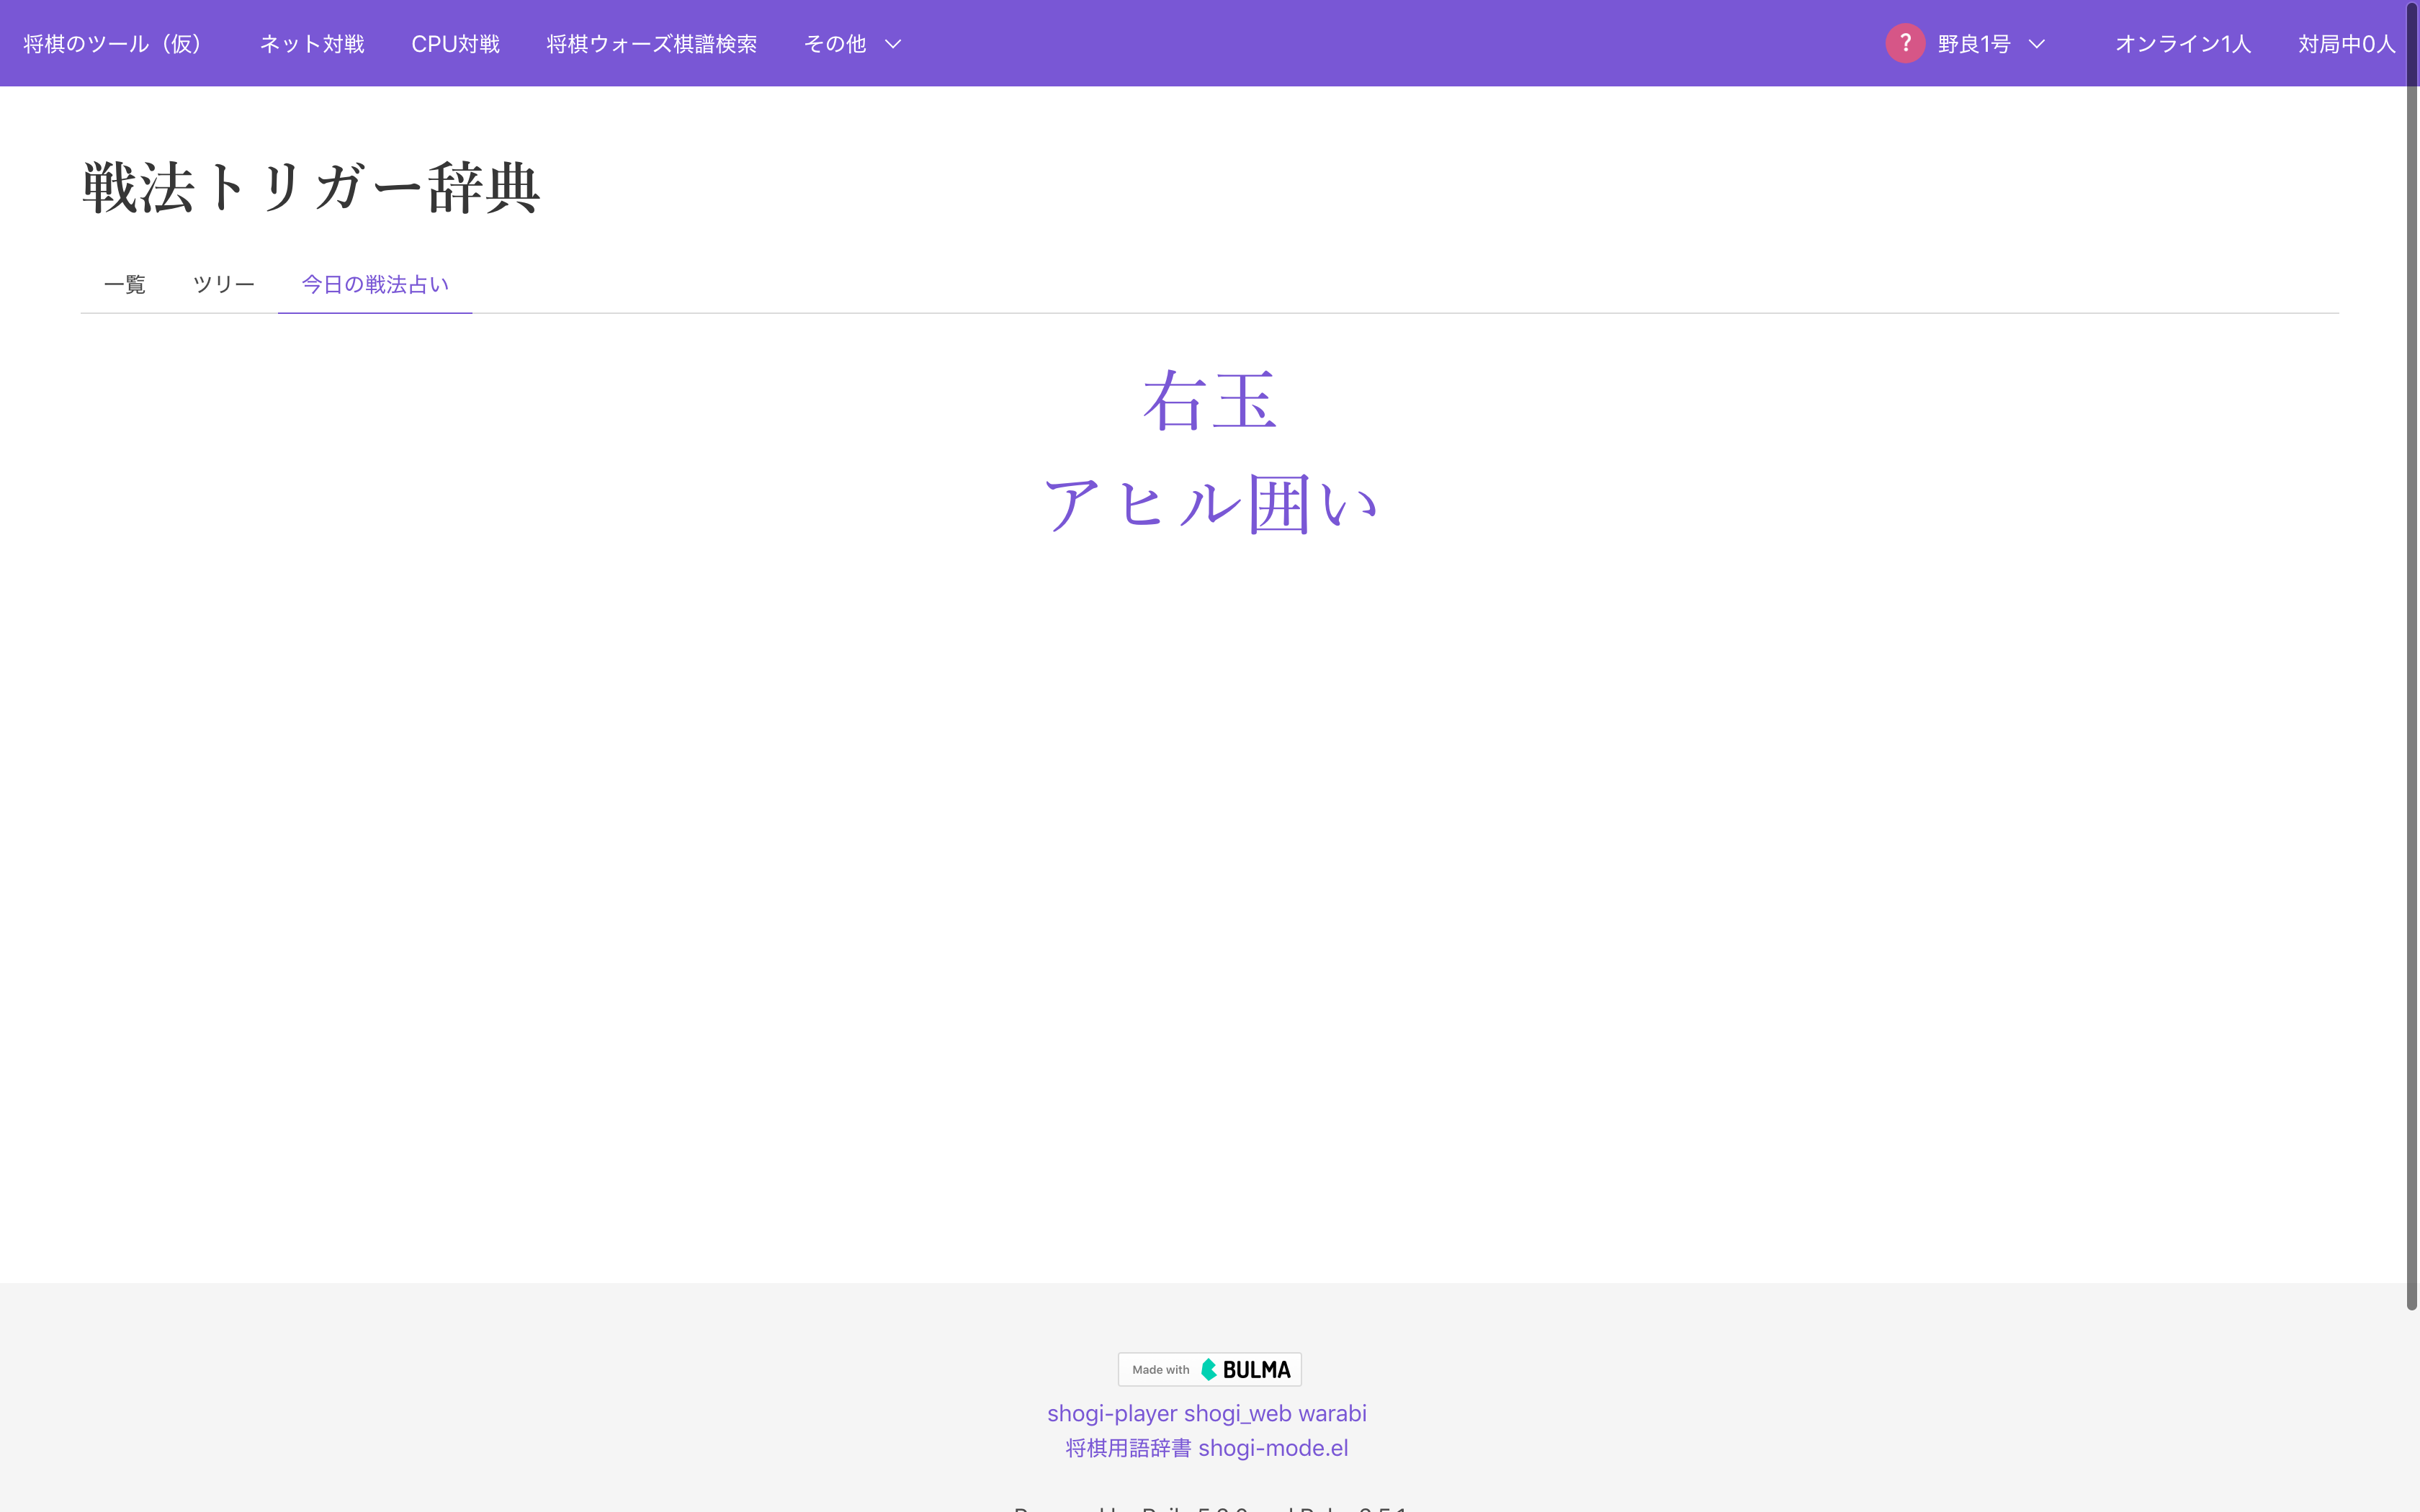 将棋のツール（仮） ネット対戦 CPU対戦 将棋ウォーズ棋譜検索 その他 ? 野良1号 オンライン1人 対局中0人
戦法トリガー辞典
一覧 ツリー 今日の戦法占い
右玉
アヒル囲い
Made with BULMA
shogi-player shogi_web warabi
将棋用語辞書 shogi-mode.el